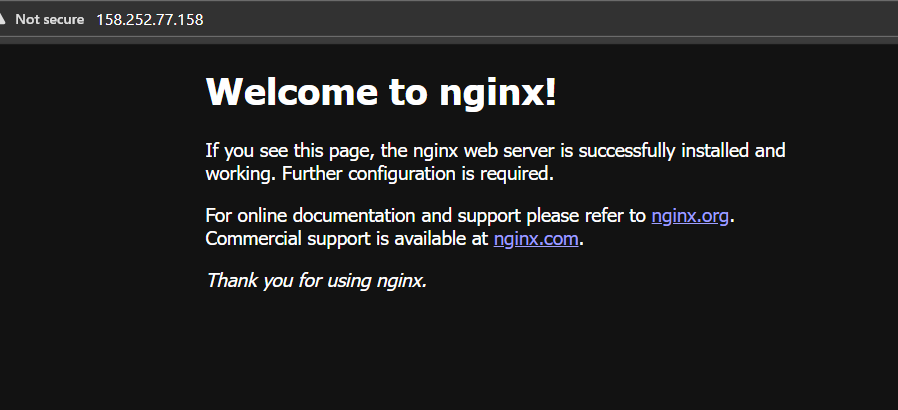 Not secure 158.252.77.158
Welcome to nginx!
If you see this page, the nginx web server is successfully installed and
working. Further configuration is required.
For online documentation and support please refer to nginx.org.
Commercial support is available at nginx.com.
Thank you for using nginx.